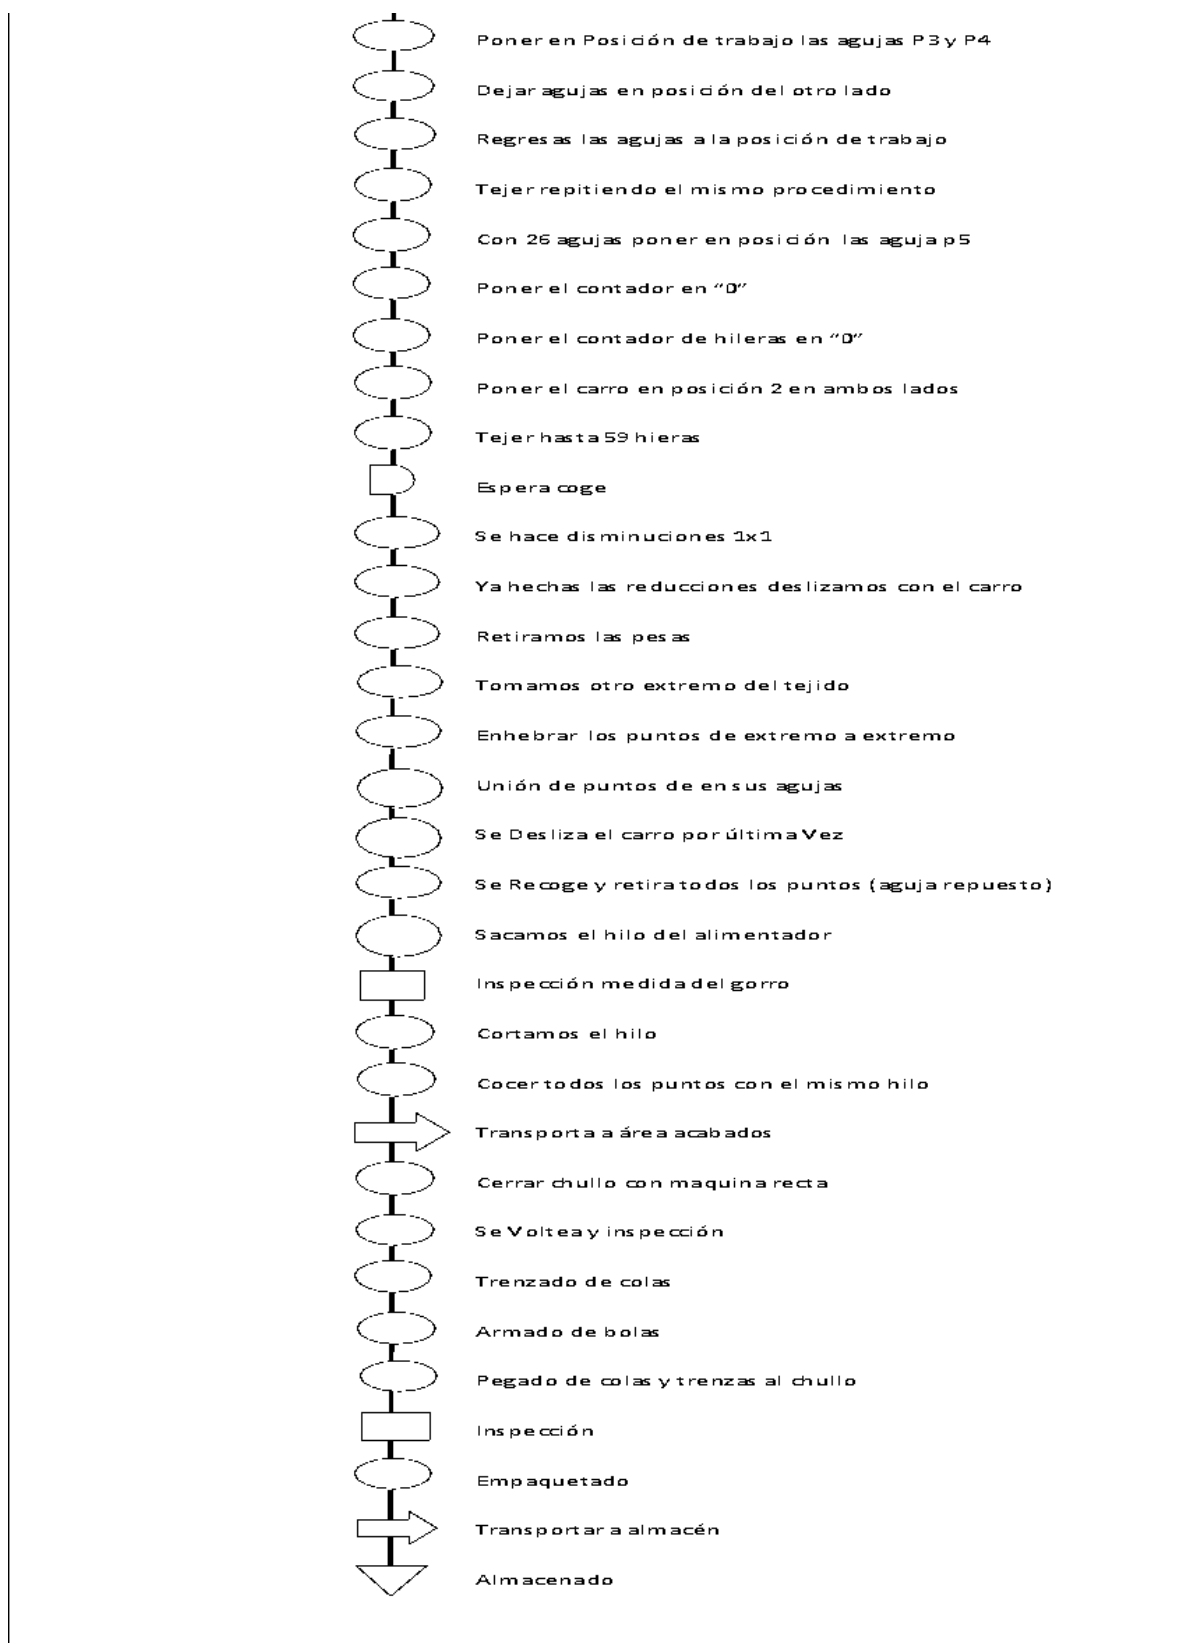 Poner en Posición de trabajo las agujas P3 y P4
Dejar agujas en posición del otro lado
Regresas las agujas a la posición de trabajo
Tejer repitiendo el mismo procedimiento
Con 26 agujas poner en posición las aguja p5
Poner el contador en “0”
Poner el contador de hileras en “0”
Poner el carro en posición 2 en ambos lados
Tejer hasta 59 hieras
Espera coge
Se hace disminuciones 1x1
Ya hechas las reducciones deslizamos con el carro
Retiramos las pesas
Tomamos otro extremo del tejido
Enhebrar los puntos de extremo a extremo
Unión de puntos de en sus agujas
Se Desliza el carro por última Vez
Se Recoge y retira todos los puntos (aguja repuesto)
Sacamos el hilo del alimentador
Inspección medida del gorro
Cortamos el hilo
Cocer todos los puntos con el mismo hilo
Transporta a área acabados
Cerrar chullo con maquina recta
Se Voltea y inspección
Trenzado de colas
Armado de bolas
Pegado de colas y trenzas al chullo
Inspección
Empaquetado
Transportar a almacén
Almacenado